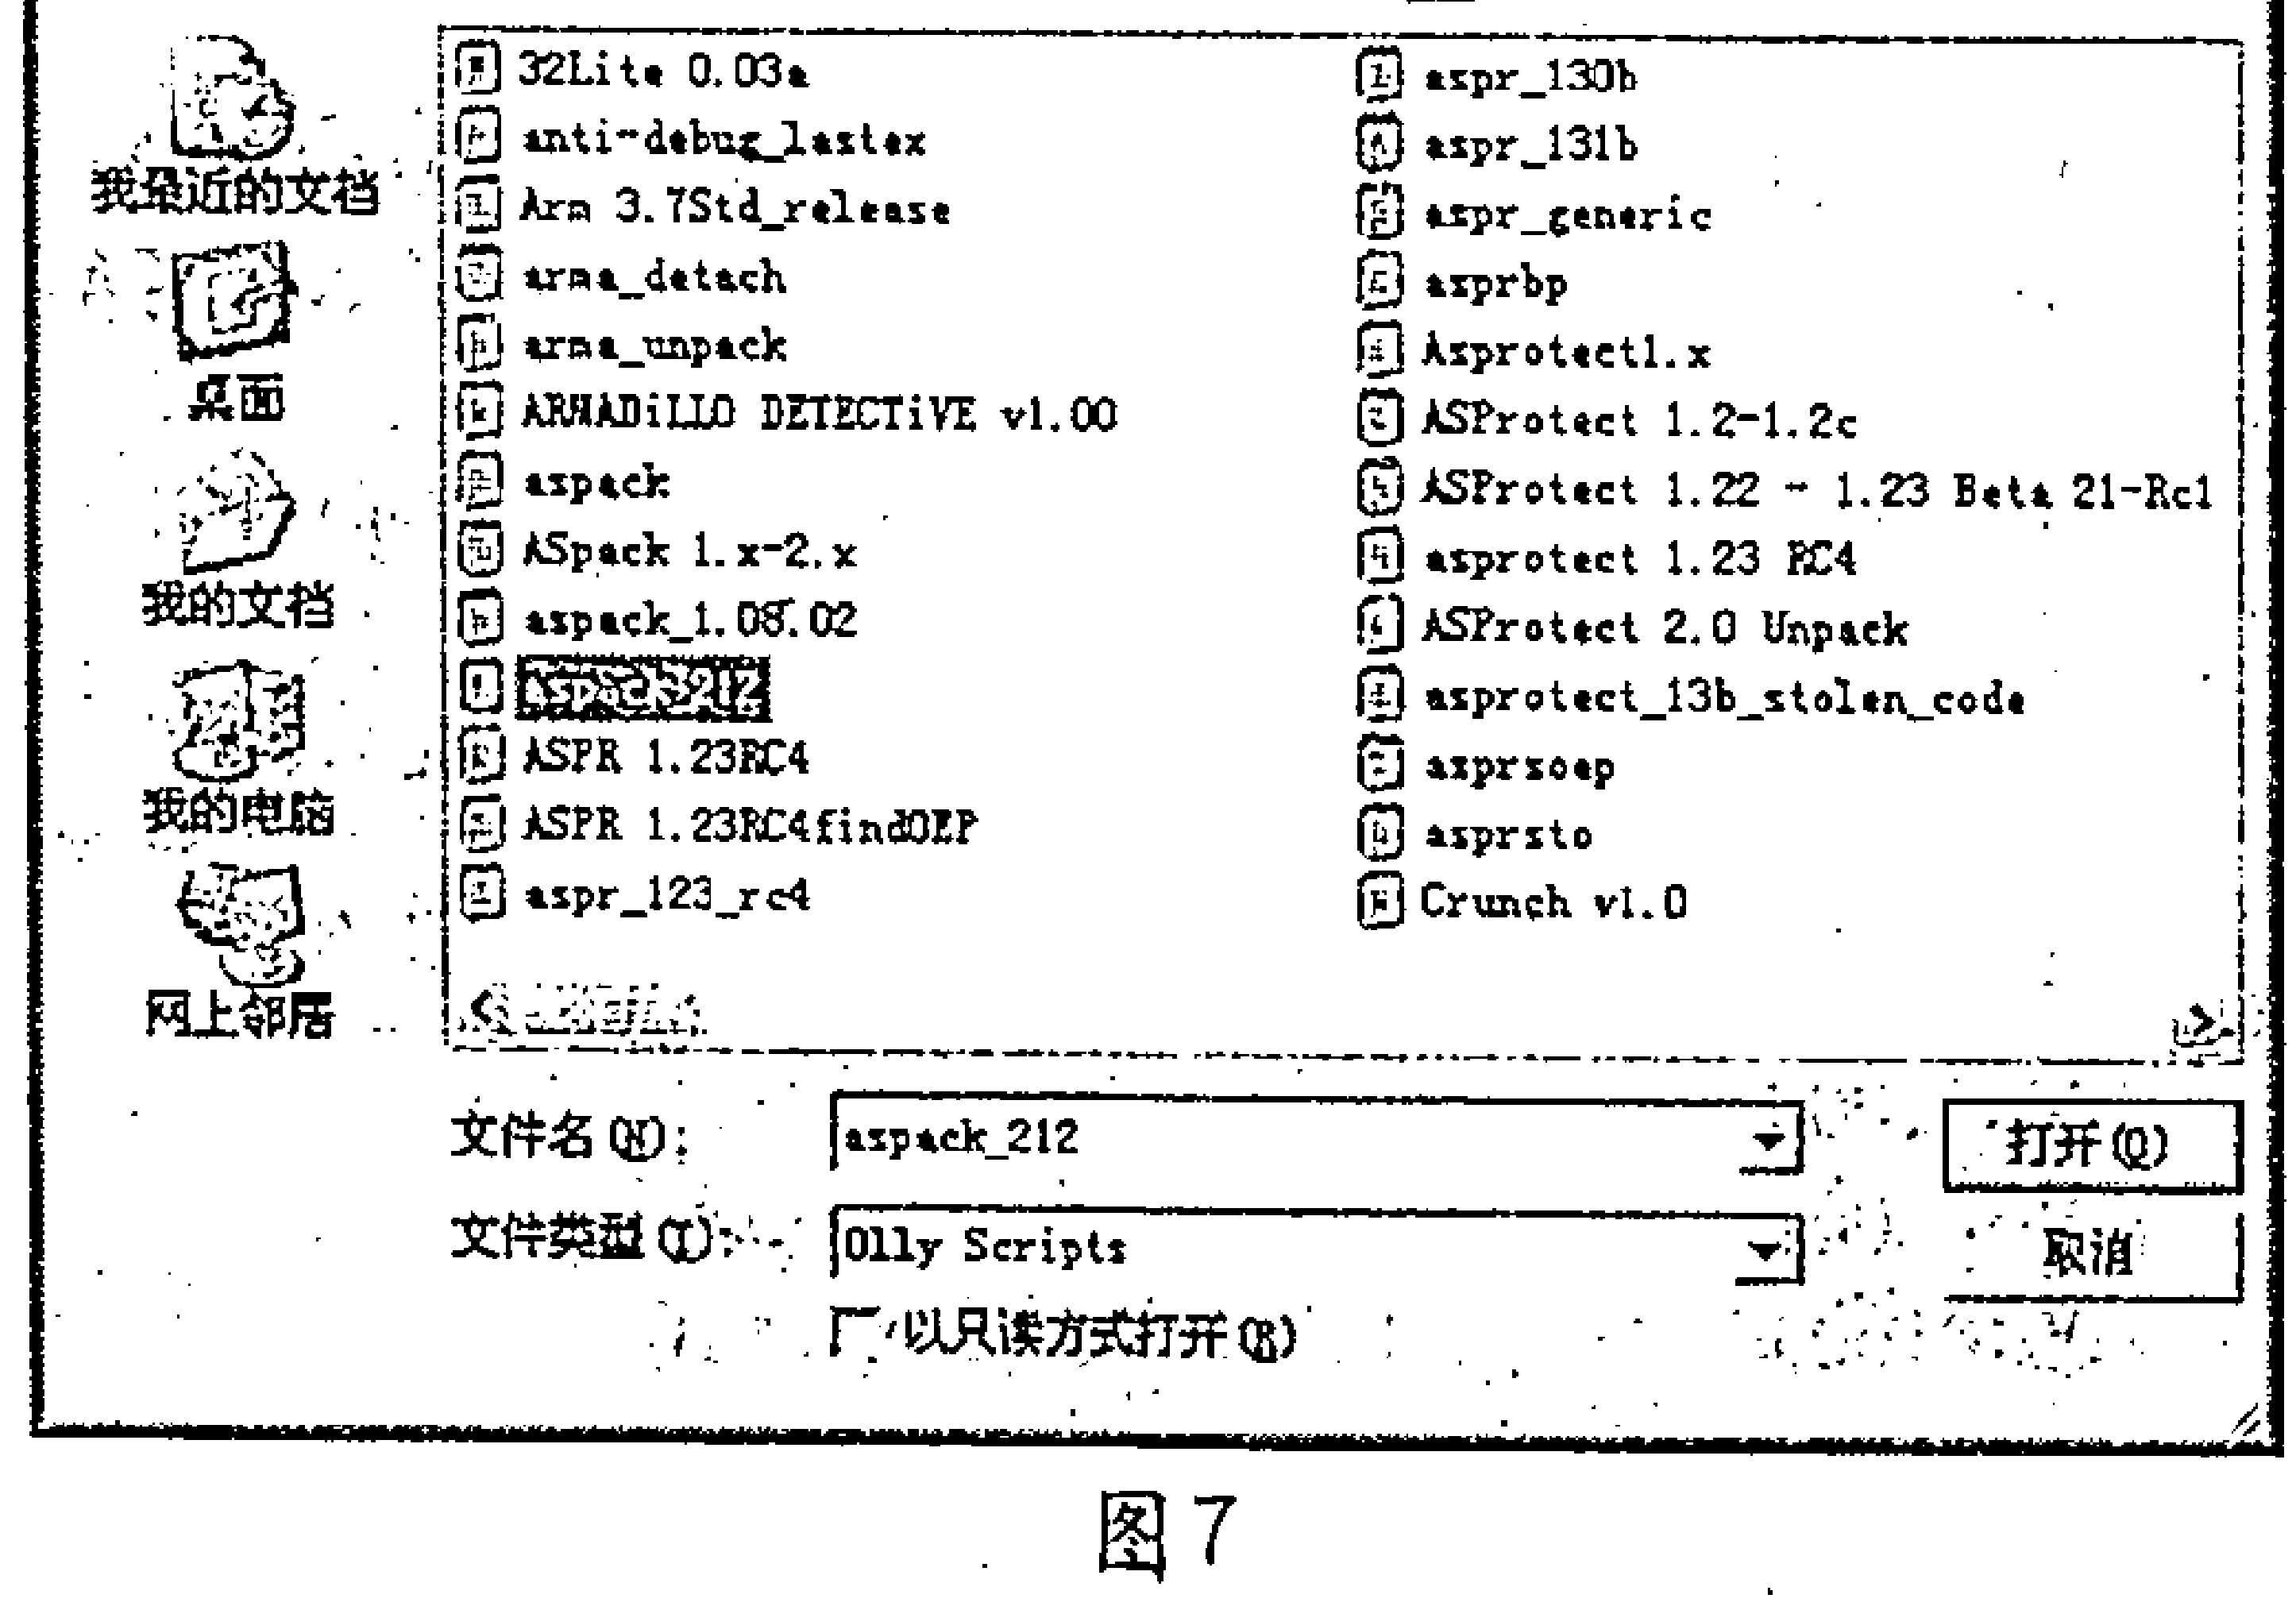 我最近的文档
桌面
我的文档
我的电脑
网上邻居
32Lite 0.03a
anti-debug_lastex
Arm 3.7Std_release
arma_detach
arma_unpack
ARMADiLLO DETECTiVE v1.00
aspack
ASpack 1.x-2.x
aspack_1.08.02
aspack_212
ASPR 1.23RC4
ASPR 1.23RC4findOEP
aspr_123_rc4
aspr_130b
aspr_131b
aspr_generic
asprbp
Asprotect1.x
ASProtect 1.2-1.2c
ASProtect 1.22 - 1.23 Beta 21-Rc1
asprotect 1.23 RC4
ASProtect 2.0 Unpack
asprotect_13b_stolen_code
asprsoep
asprsto
Crunch v1.0
文件名(N): aspack_212 打开(O)
文件类型(T): Olly Scripts 取消
以只读方式打开(R)
图 7